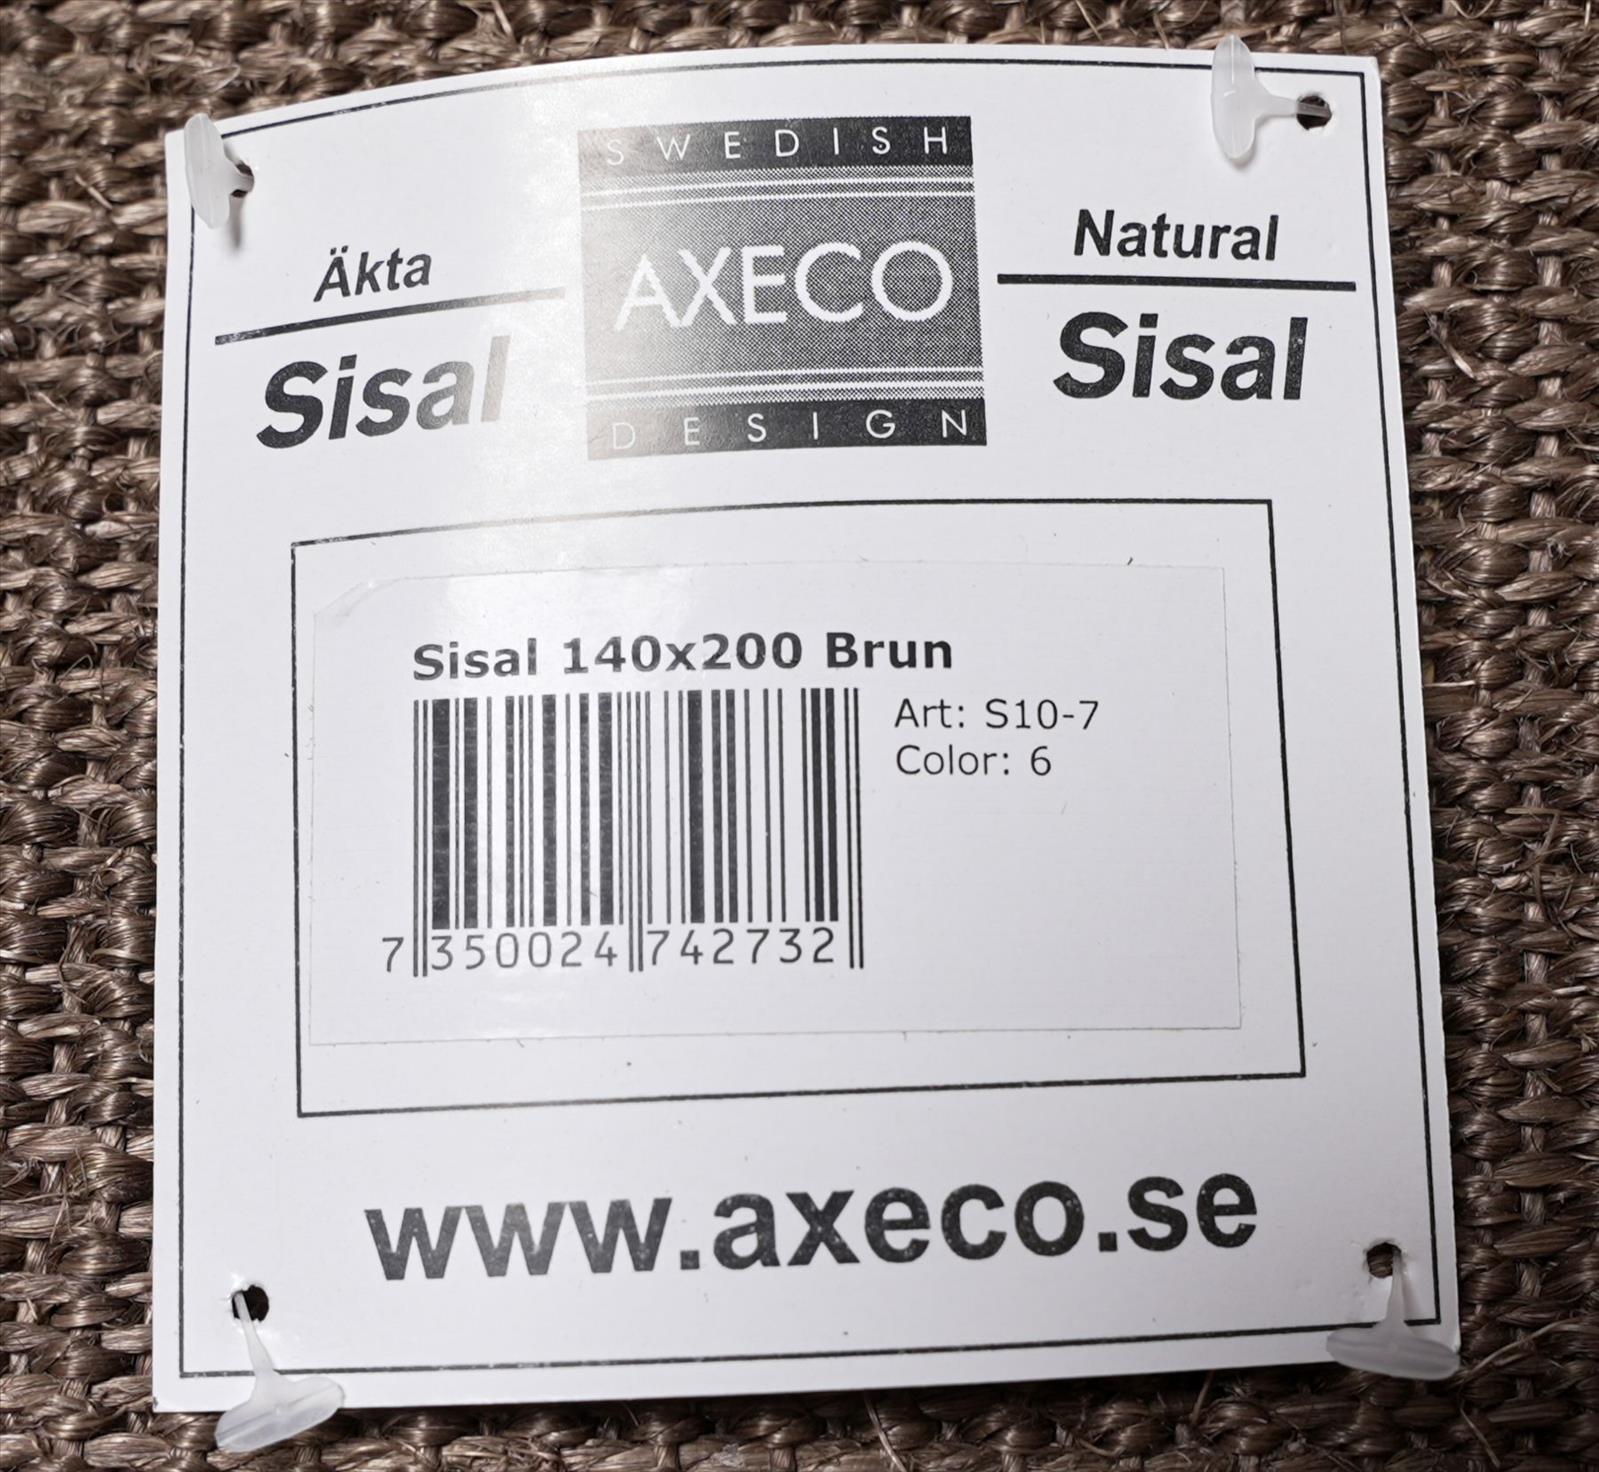 SWEDISH
AXECO
DESIGN
Äkta
Sisal
Natural
Sisal
Sisal 140x200 Brun
Art: S10-7
Color: 6
7 350024 742732
www.axeco.se